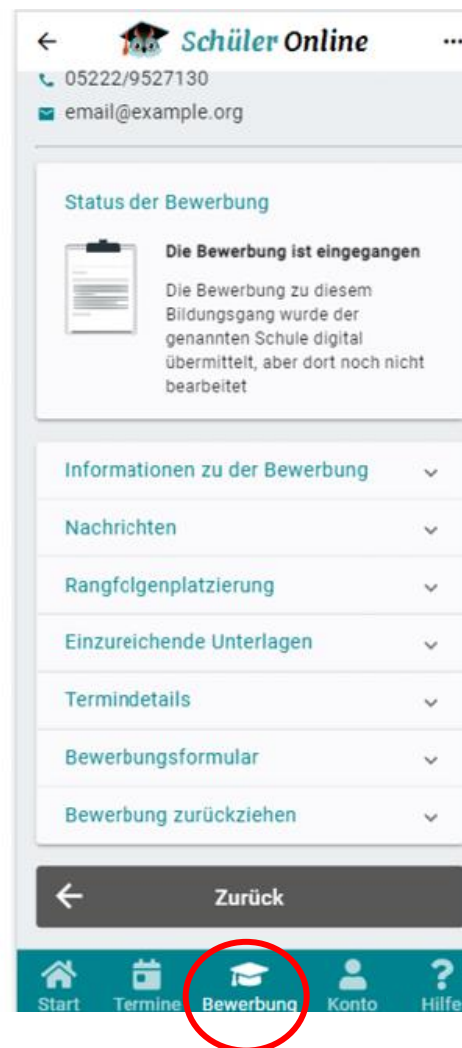 Schüler Online
05222/9527130
email@example.org
Status der Bewerbung
Die Bewerbung ist eingegangen
Die Bewerbung zu diesem
Bildungsgang wurde der
genannten Schule digital
übermittelt, aber dort noch nicht
bearbeitet
Informationen zu der Bewerbung
Nachrichten
Rangfolgenplatzierung
Einzureichende Unterlagen
Termindetails
Bewerbungsformular
Bewerbung zurückziehen
Zurück
Start Termine Bewerbung Konto Hilfe